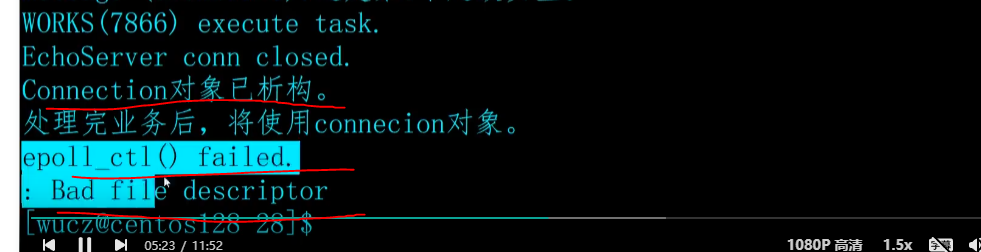 WORKS(7866) execute task.
EchoServer conn closed.
Connection对象已析构。
处理完业务后，将使用connecion对象。
epoll_ctl() failed.
: Bad file descriptor
[wucz@centos128 28]$
05:23 / 11:52
1080P 高清
1.5x
字幕